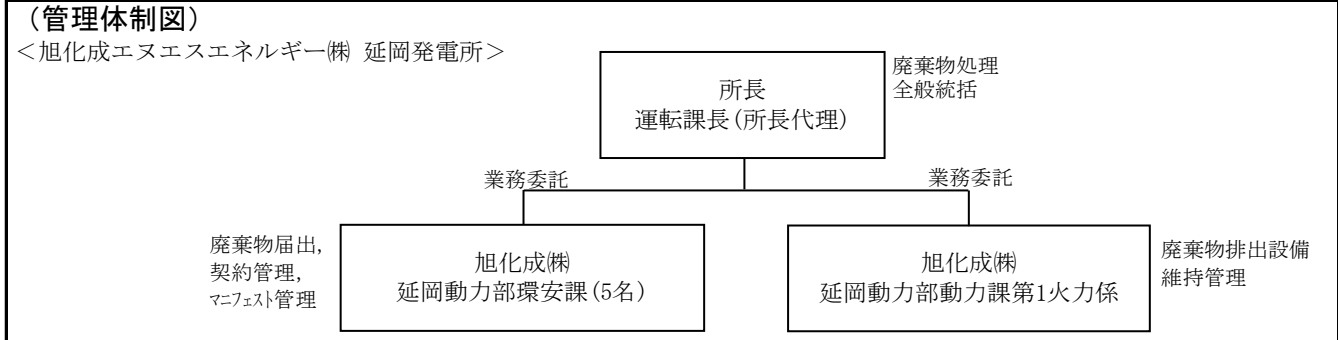 （管理体制図）
＜旭化成エヌエスエネルギー㈱ 延岡発電所＞
所長
運転課長（所長代理）
廃棄物処理
全般統括
業務委託
業務委託
廃棄物届出，
契約管理，
ﾏﾆﾌｪｽﾄ管理
旭化成㈱
延岡動力部環安課（5名）
旭化成㈱
延岡動力部動力課第1火力係
廃棄物排出設備
維持管理